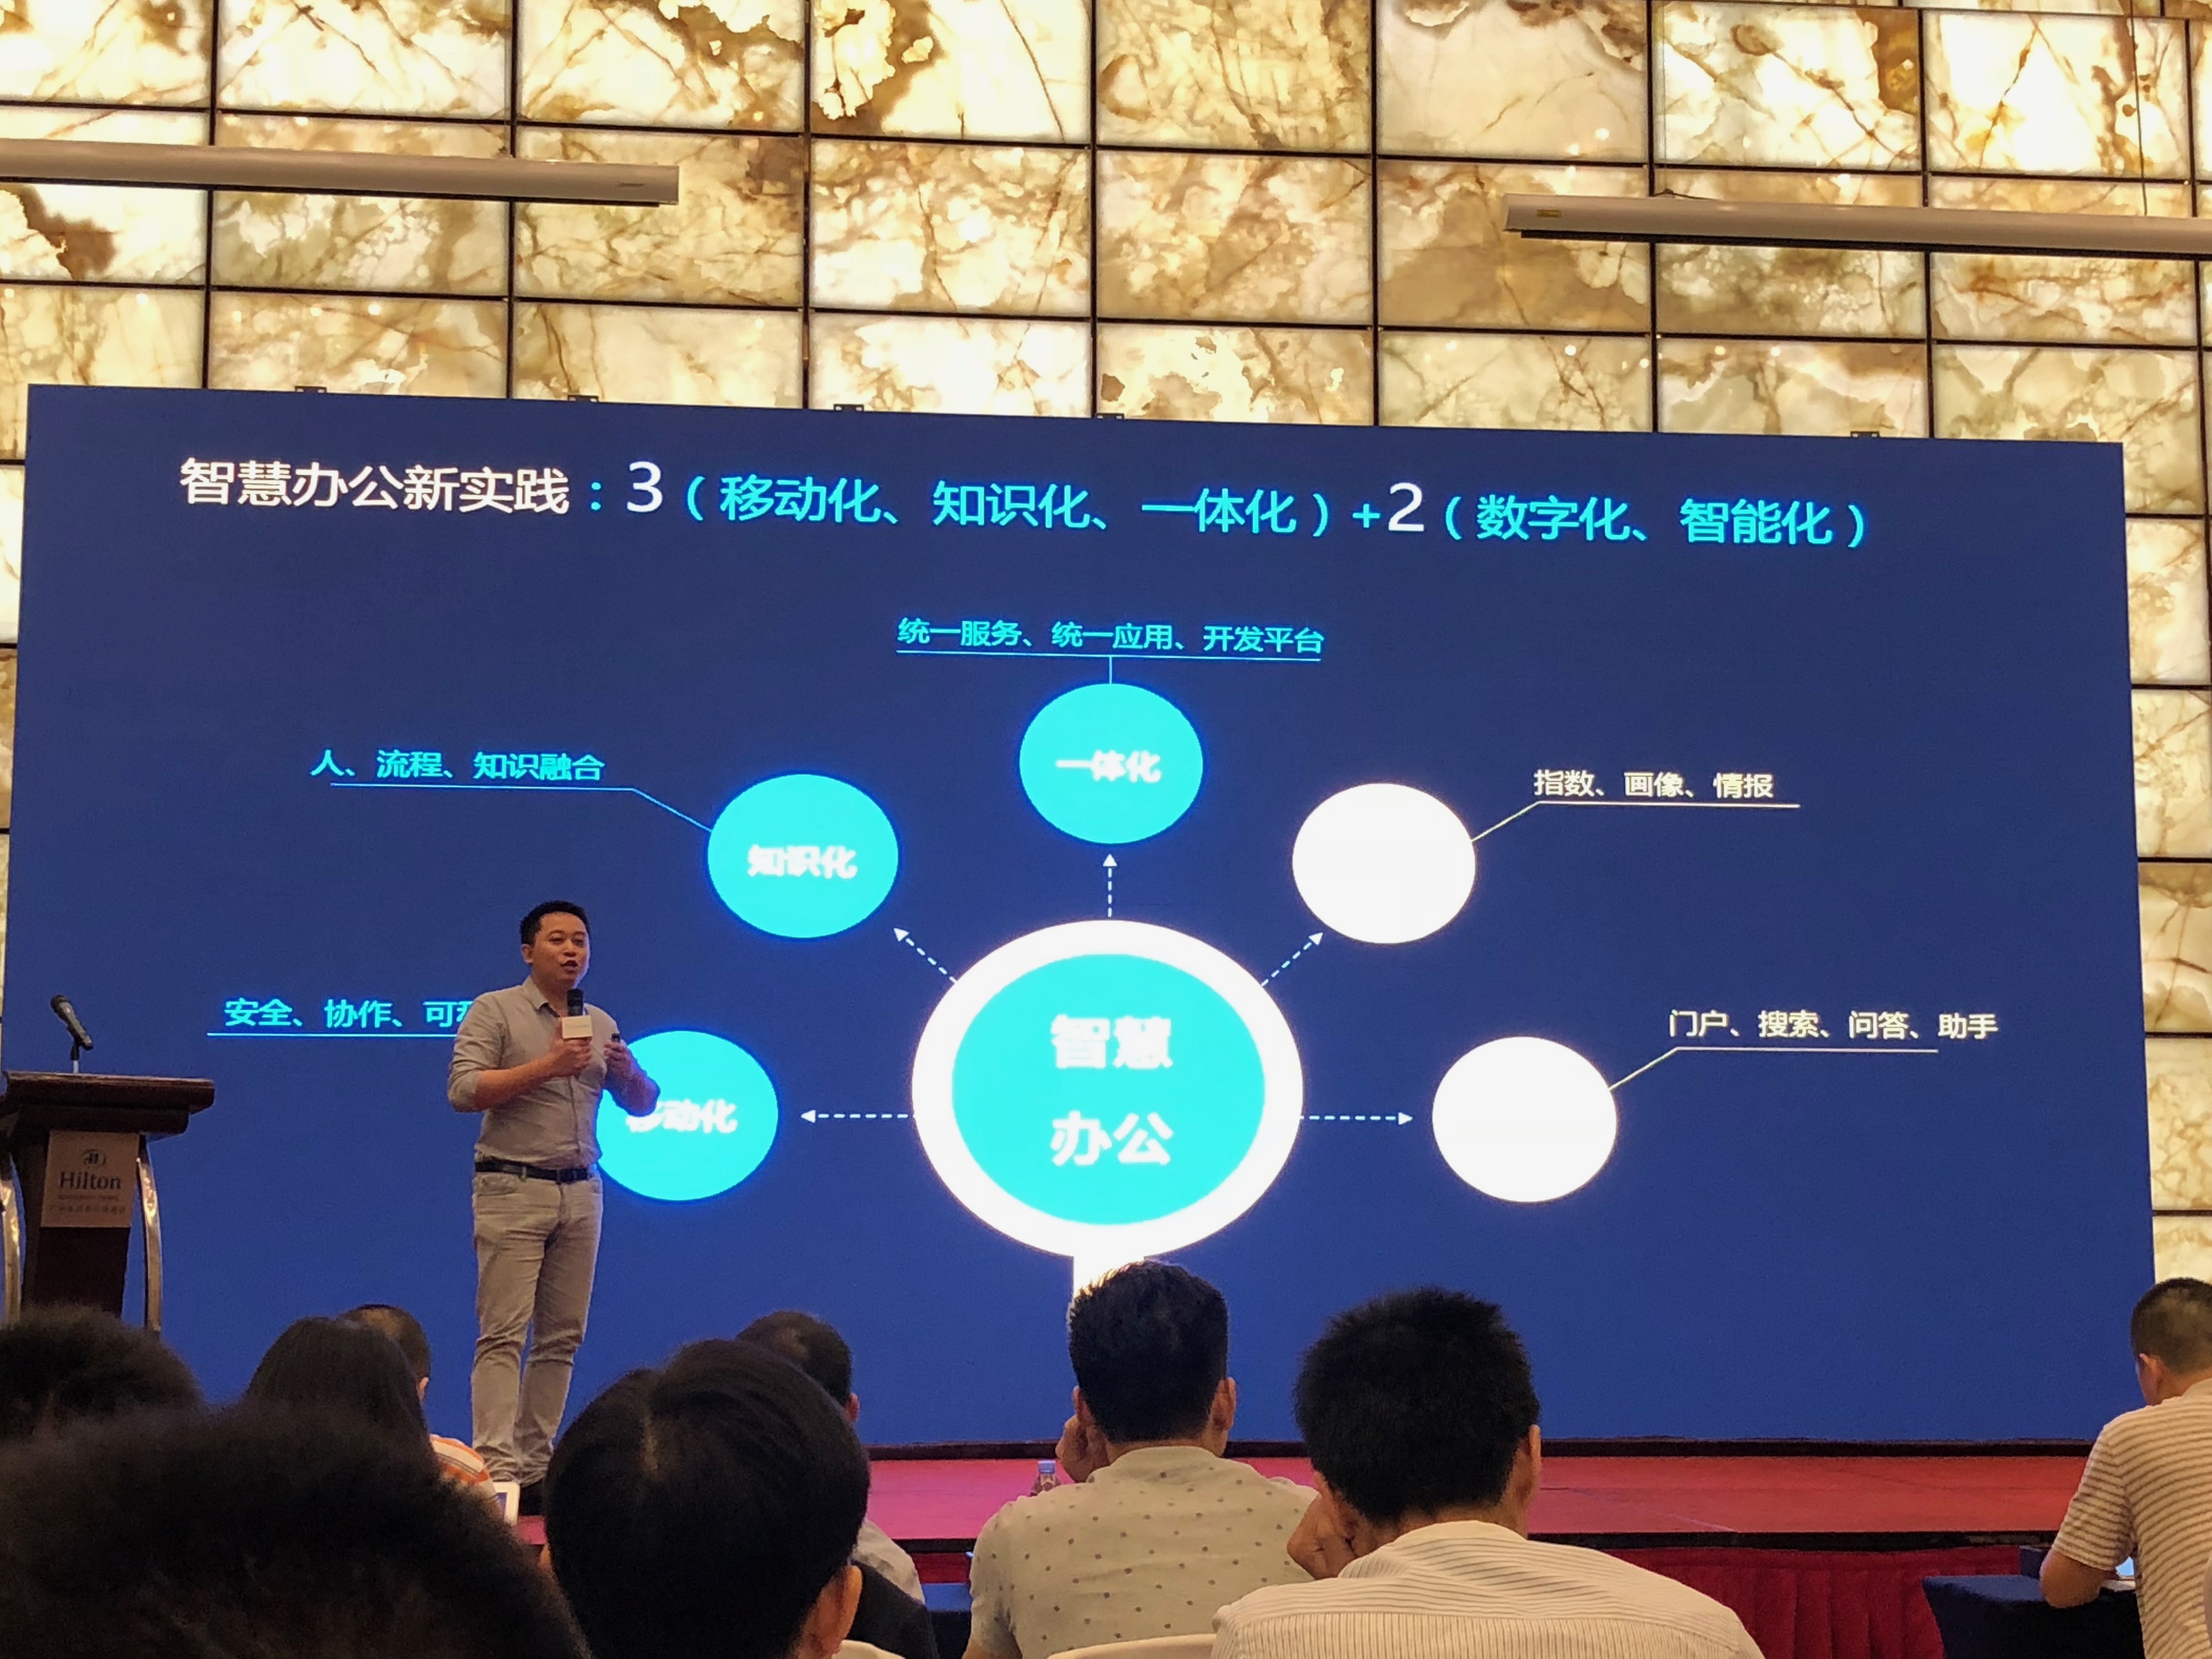 智慧办公新实践：3（移动化、知识化、一体化）+2（数字化、智能化）
统一服务、统一应用、开发平台
一体化
人、流程、知识融合
知识化
指数、画像、情报
安全、协作、可
动化
智慧
办公
门户、搜索、问答、助手
Hilton